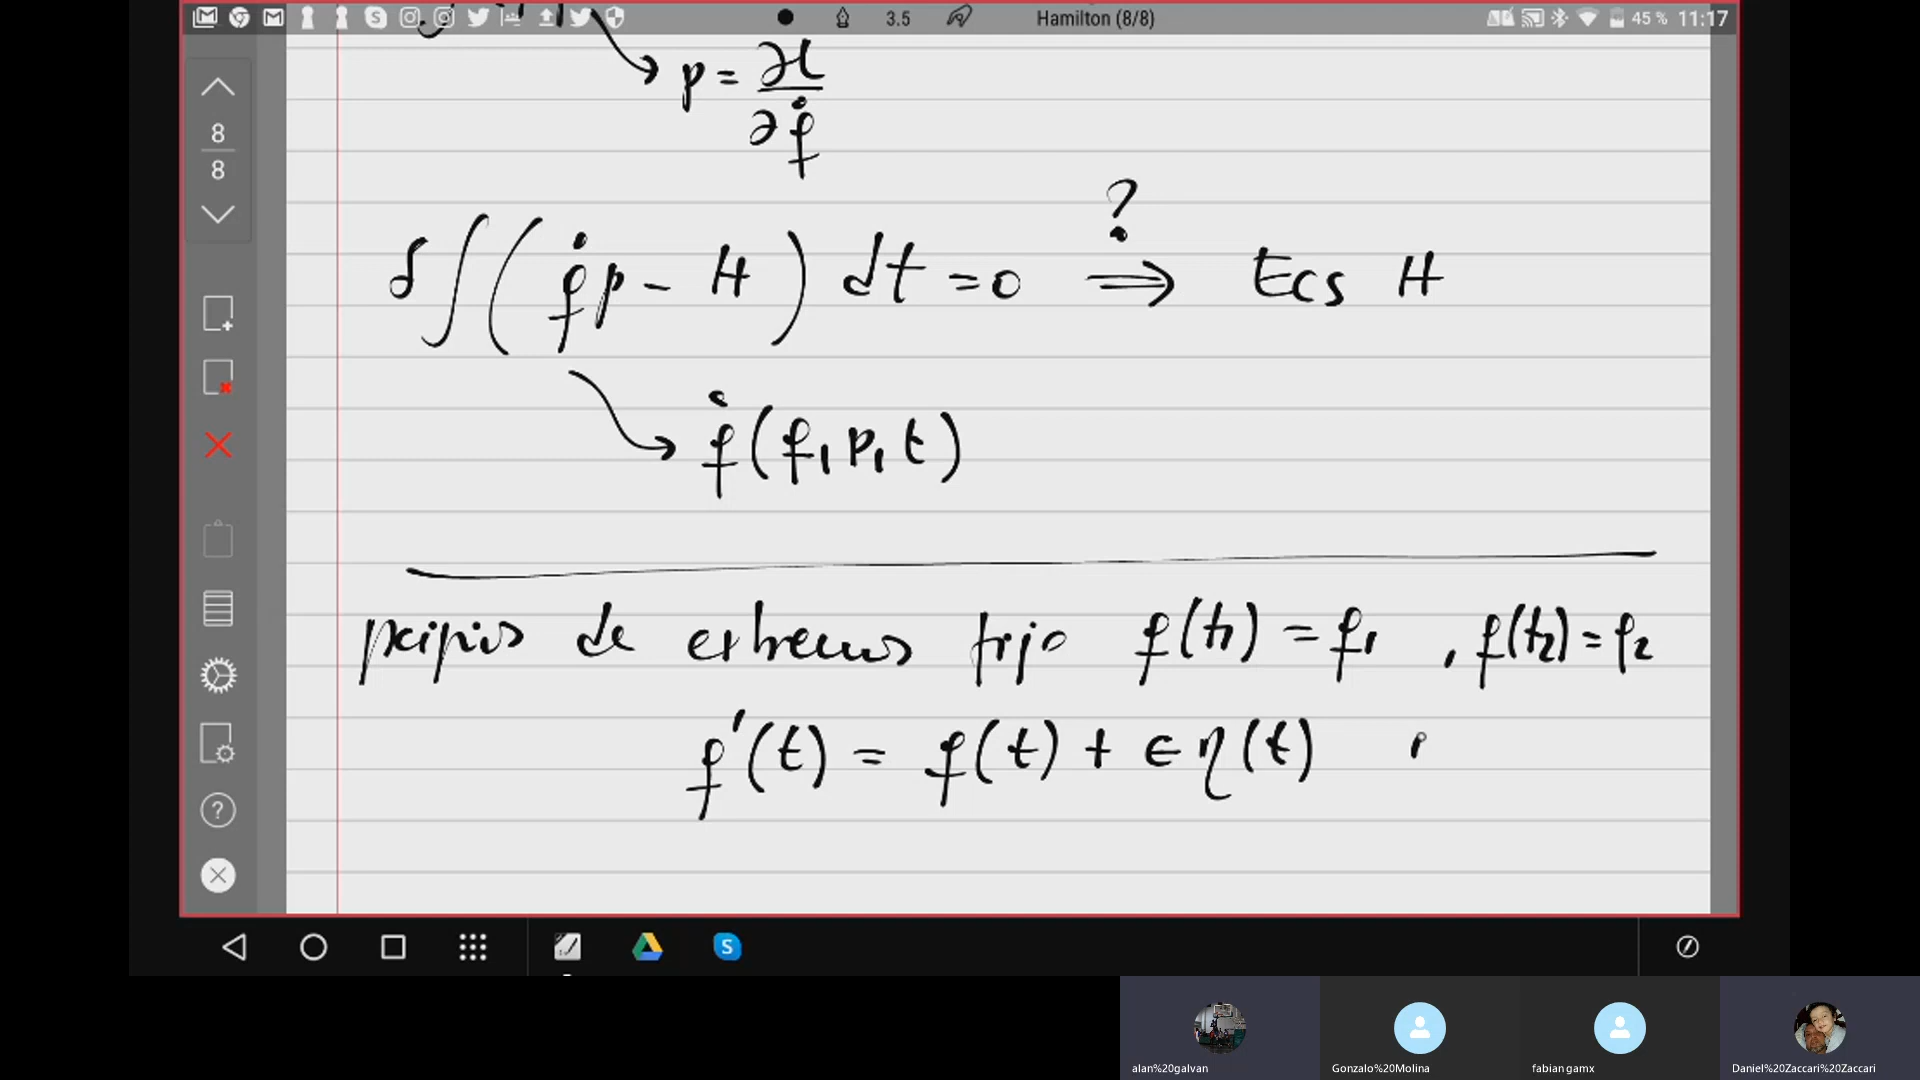 3.5 Hamilton (8/8) 45 % 11:17
p = ∂L/∂q̇
8
8
?
δ∫( q̇p - H ) dt = 0 ⇒ Ecs H
q̇(q, p, t)
de extremos fijo q(t1) = q1 , q(t2) = q2
q'(t) = q(t) + ϵη(t)
alan%20galvan Gonzalo%20Molina fabian gamx Daniel%20Zaccari%20Zaccari